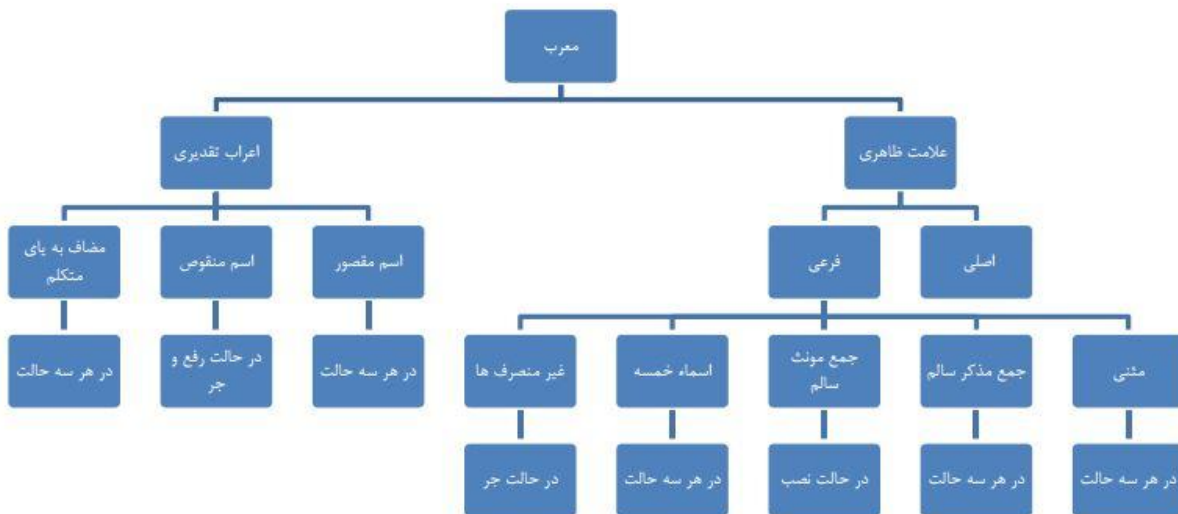 معرب
علامت ظاهری
اعراب تقدیری
اصلی
فرعی
اسم مقصور
اسم منقوص
مضاف به یای
متکلم
مثنی
جمع مذکر سالم
جمع مونث
سالم
اسماء خمسه
غیر منصرف ها
در هر سه حالت
در حالت رفع و
جر
در هر سه حالت
در هر سه حالت
در هر سه حالت
در حالت نصب
در هر سه حالت
در حالت جر